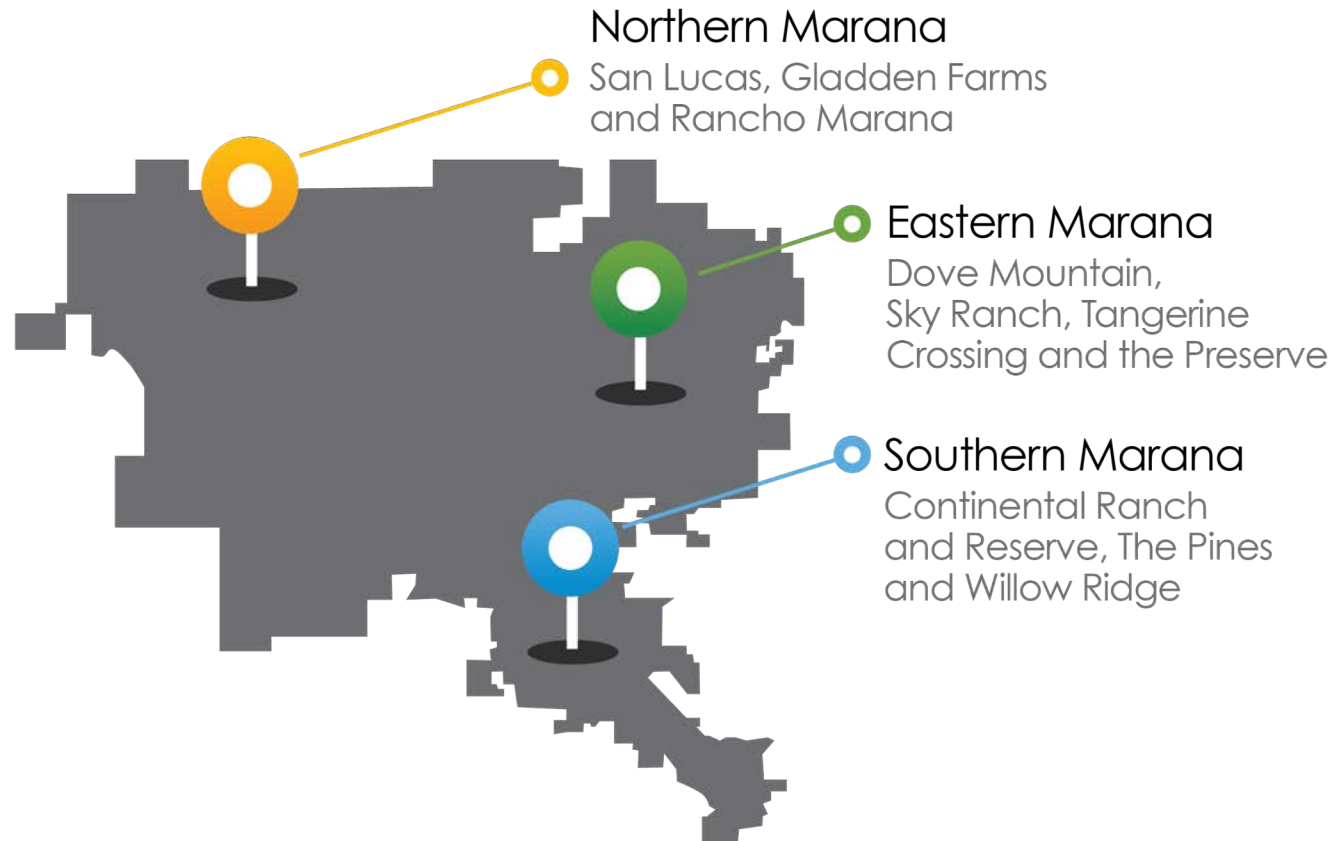 Northern Marana
San Lucas, Gladden Farms
and Rancho Marana
Eastern Marana
Dove Mountain,
Sky Ranch, Tangerine
Crossing and the Preserve
Southern Marana
Continental Ranch
and Reserve, The Pines
and Willow Ridge